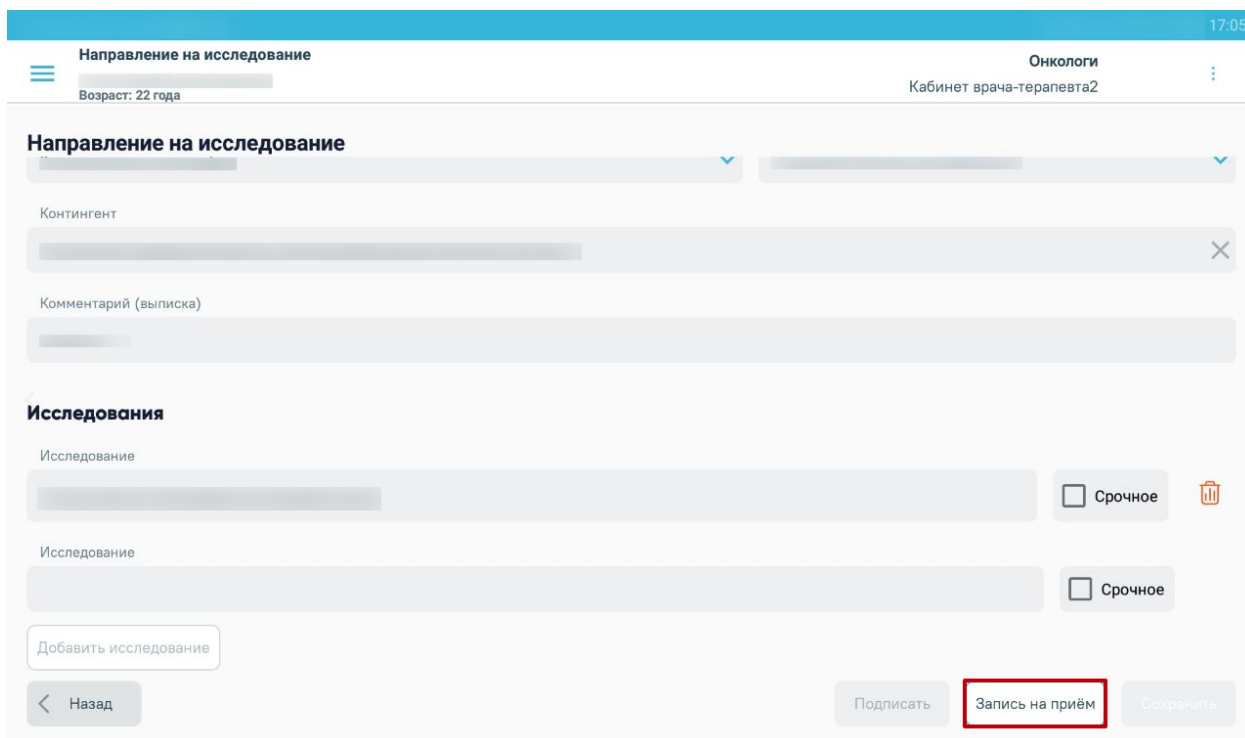 17:05
Направление на исследование
Возраст: 22 года
Онкологи
Кабинет врача-терапевта2
Направление на исследование
Контингент
Комментарий (выписка)
Исследования
Исследование
Срочное
Исследование
Срочное
Добавить исследование
Назад
Подписать
Запись на приём
Сохранить